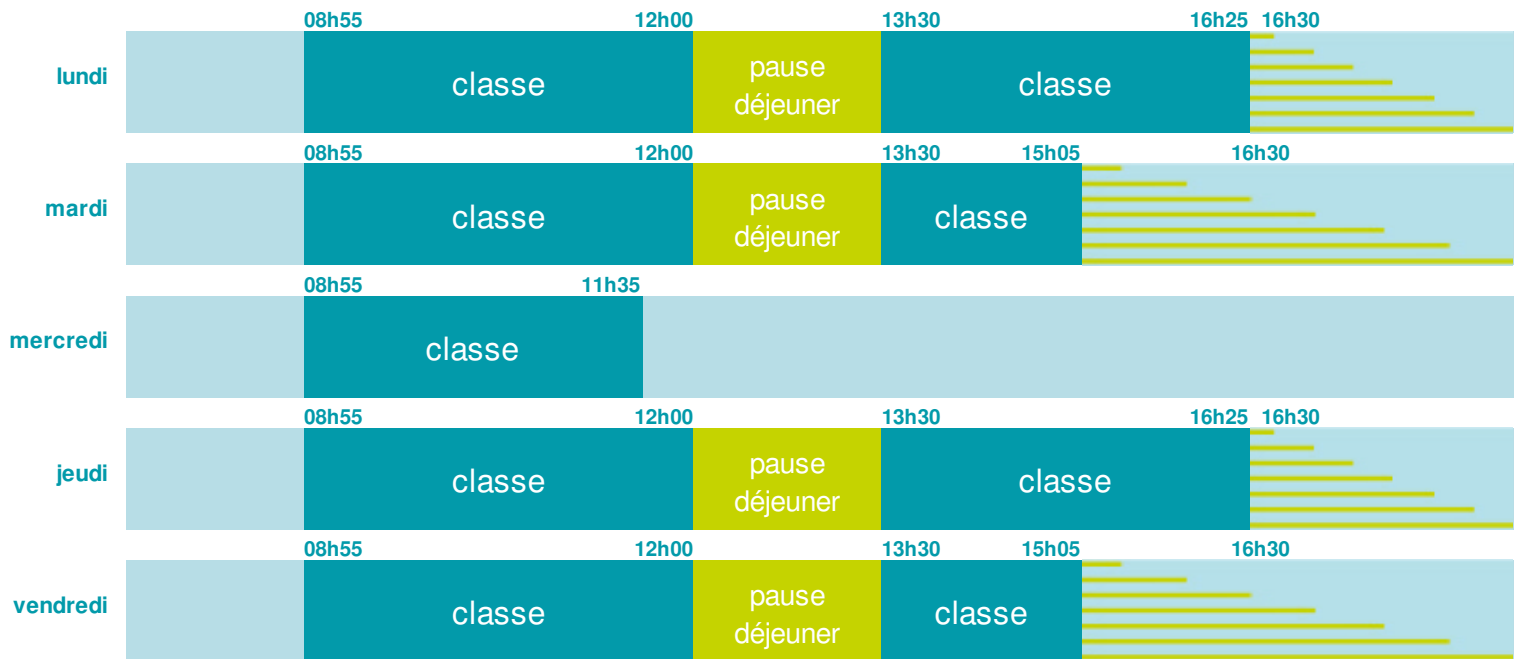 08h55 12h00 13h30 16h25 16h30
lundi classe pause déjeuner classe
08h55 12h00 13h30 15h05 16h30
mardi classe pause déjeuner classe
08h55 11h35
mercredi classe
08h55 12h00 13h30 16h25 16h30
jeudi classe pause déjeuner classe
08h55 12h00 13h30 15h05 16h30
vendredi classe pause déjeuner classe